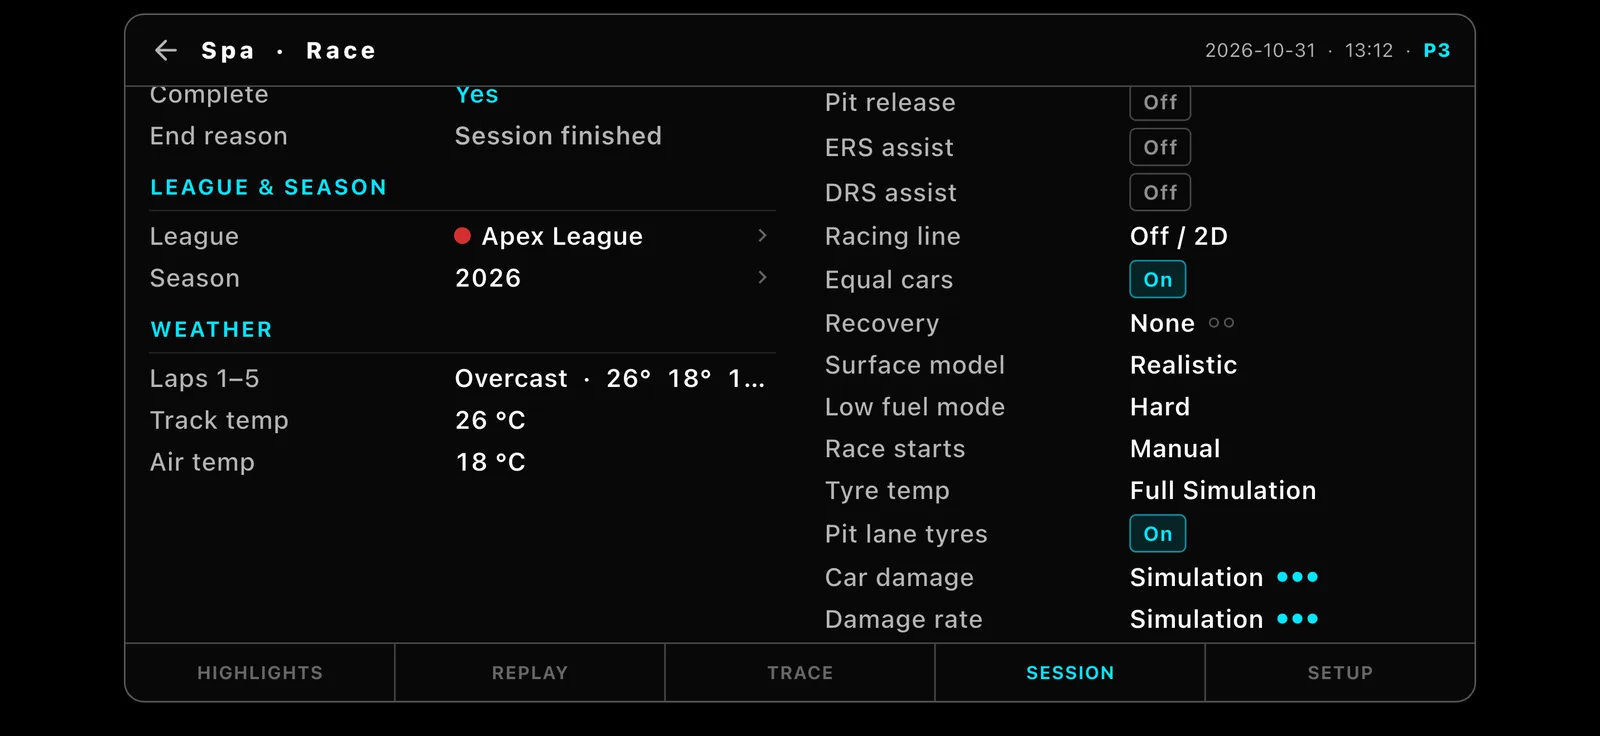 Spa · Race
2026-10-31 · 13:12 · P3
Complete Yes
End reason Session finished
LEAGUE & SEASON
League Apex League
Season 2026
WEATHER
Laps 1–5 Overcast · 26° 18° 1...
Track temp 26 °C
Air temp 18 °C
Pit release Off
ERS assist Off
DRS assist Off
Racing line Off / 2D
Equal cars On
Recovery None
Surface model Realistic
Low fuel mode Hard
Race starts Manual
Tyre temp Full Simulation
Pit lane tyres On
Car damage Simulation
Damage rate Simulation
HIGHLIGHTS
REPLAY
TRACE
SESSION
SETUP